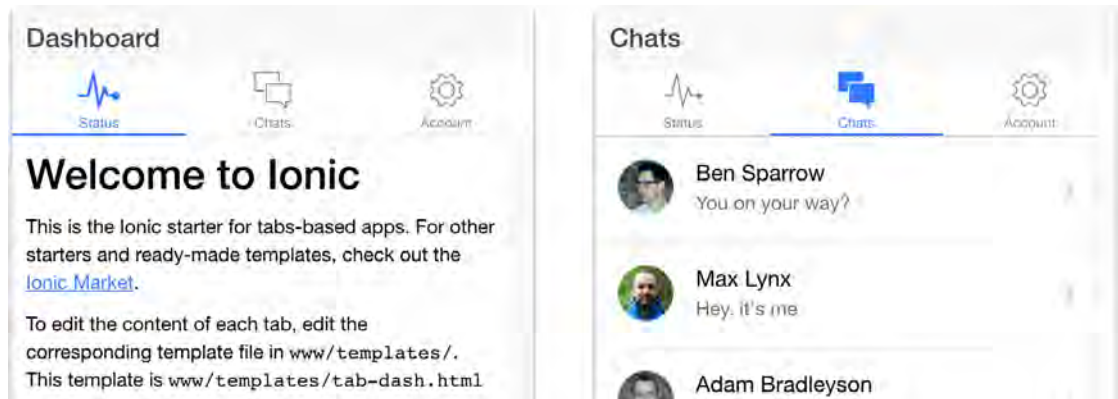 Dashboard
Status
Chats
Account
Welcome to Ionic
This is the Ionic starter for tabs-based apps. For other
starters and ready-made templates, check out the
Ionic Market.
To edit the content of each tab, edit the
corresponding template file in www/templates/.
This template is www/templates/tab-dash.html
Chats
Status
Chats
Account
Ben Sparrow
You on your way?
Max Lynx
Hey, it's me
Adam Bradleyson